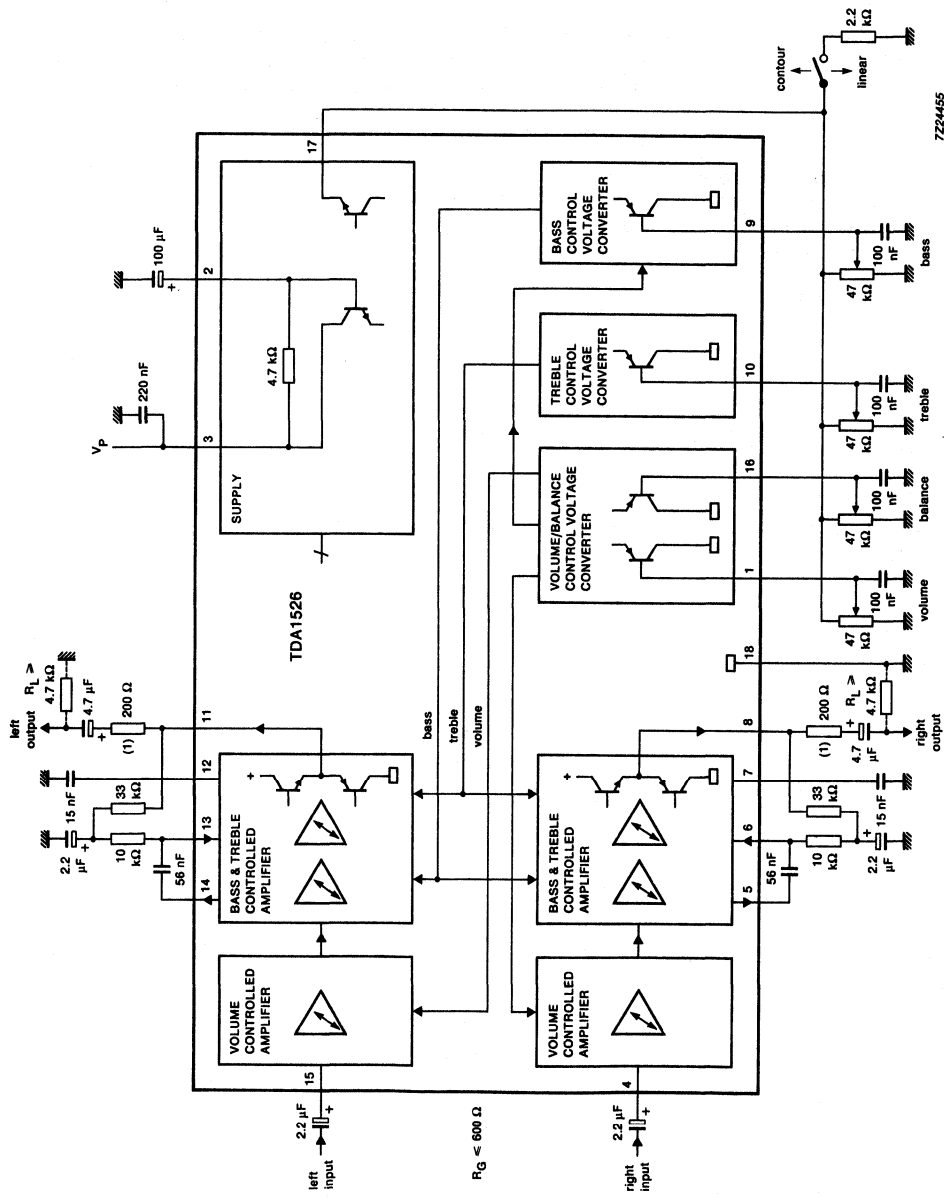 left
input
2.2 µF
+
15
VOLUME
CONTROLLED
AMPLIFIER
14
56 nF
10
kΩ
2.2
µF
+
13
33
kΩ
15 nF
12
BASS & TREBLE
CONTROLLED
AMPLIFIER
+
11
200 Ω
(1)
+
4.7 µF
left
output
4.7 kΩ
RL >
TDA1526
SUPPLY
VP
3
220 nF
4.7 kΩ
2
+
100 µF
17
RG < 600 Ω
bass
treble
volume
right
input
2.2 µF
+
4
VOLUME
CONTROLLED
AMPLIFIER
BASS & TREBLE
CONTROLLED
AMPLIFIER
+
5
56 nF
6
10
kΩ
2.2
µF
+
33
kΩ
7
15 nF
8
200 Ω
(1)
+
4.7
µF
right
output
RL >
4.7 kΩ
18
VOLUME/BALANCE
CONTROL VOLTAGE
CONVERTER
1
16
TREBLE
CONTROL
VOLTAGE
CONVERTER
10
BASS
CONTROL
VOLTAGE
CONVERTER
9
47
kΩ
100
nF
volume
47
kΩ
100
nF
balance
47
kΩ
100
nF
treble
47
kΩ
100
nF
bass
contour
linear
2.2
kΩ
7Z24455